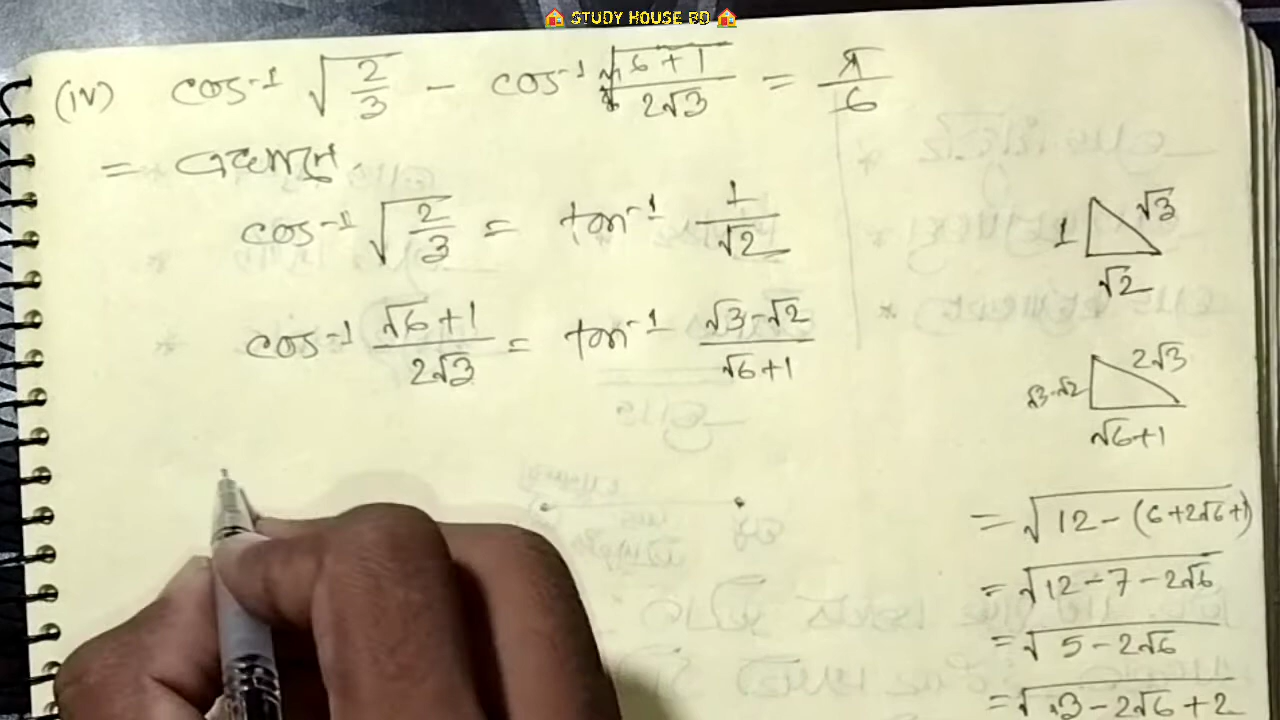 🏠 STUDY HOUSE BD 🏠
(iv) cos⁻¹ √(2/3) - cos⁻¹ (√6+1)/(2√3) = π/6
= এখানে,
cos⁻¹ √(2/3) = tan⁻¹ 1/√2
1 √3
√2
cos⁻¹ (√6+1)/(2√3) = tan⁻¹ (√3-√2)/(√6+1)
√3-√2 2√3
√6+1
= √(12 - (6+2√6+1))
= √(12-7-2√6)
= √(5-2√6)
= √(3-2√6+2)